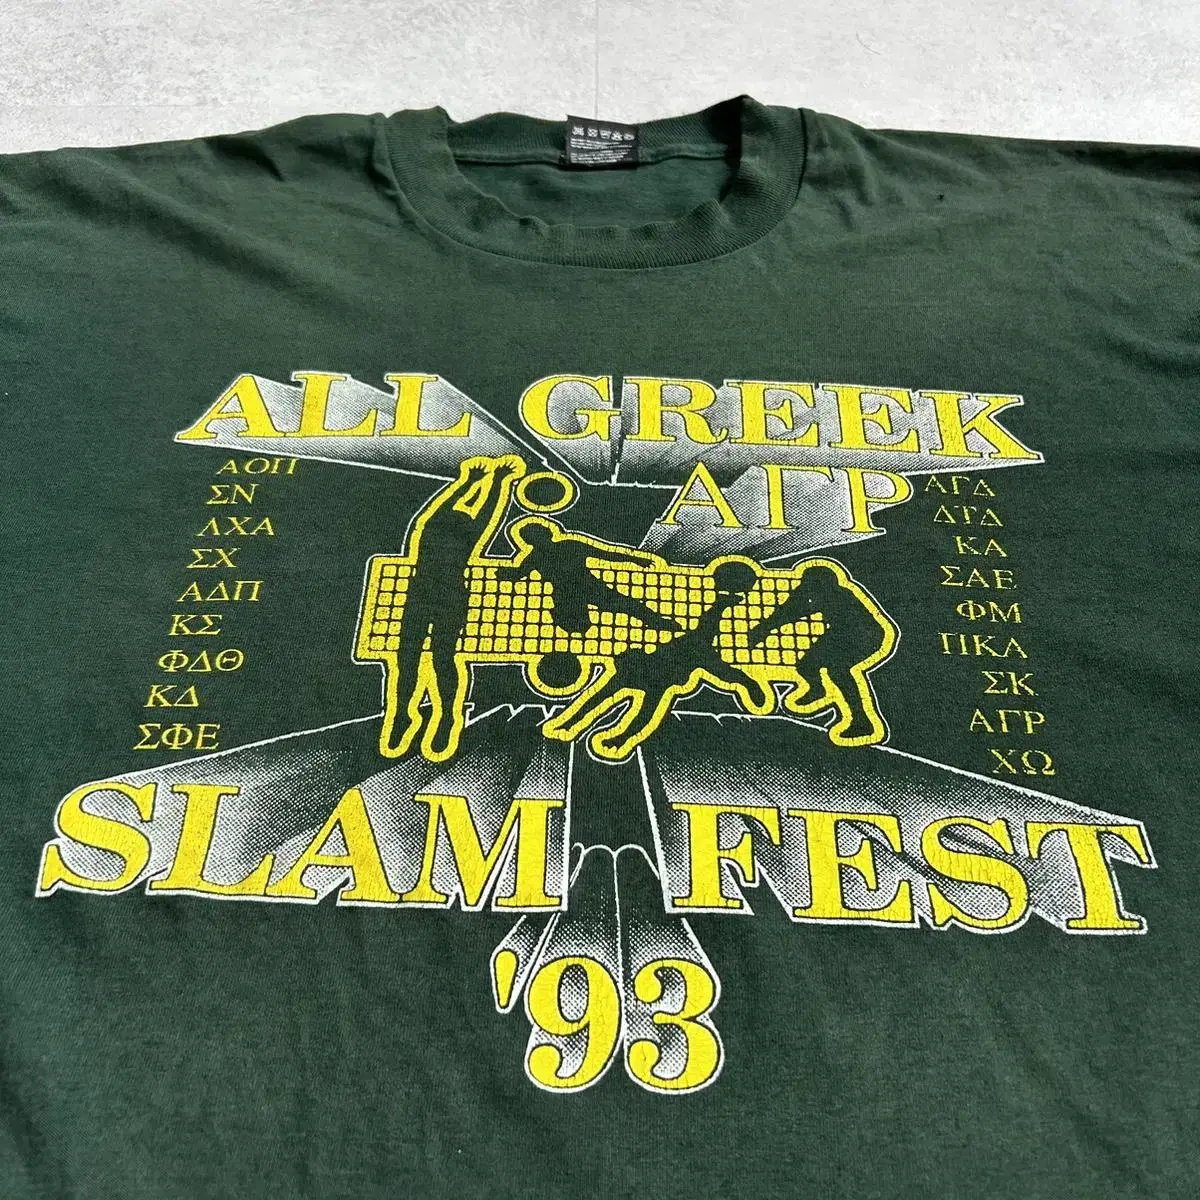 ALL GREEK
ΑΓΡ
ΑΟΠ
ΣΝ
ΛΧΑ
ΣΧ
ΑΔΠ
ΚΣ
ΦΔΘ
ΚΔ
ΣΦΕ
ΑΓΔ
ΔΤΔ
ΚΑ
ΣΑΕ
ΦΜ
ΠΚΑ
ΣΚ
ΑΓΡ
ΧΩ
SLAM FEST
'93